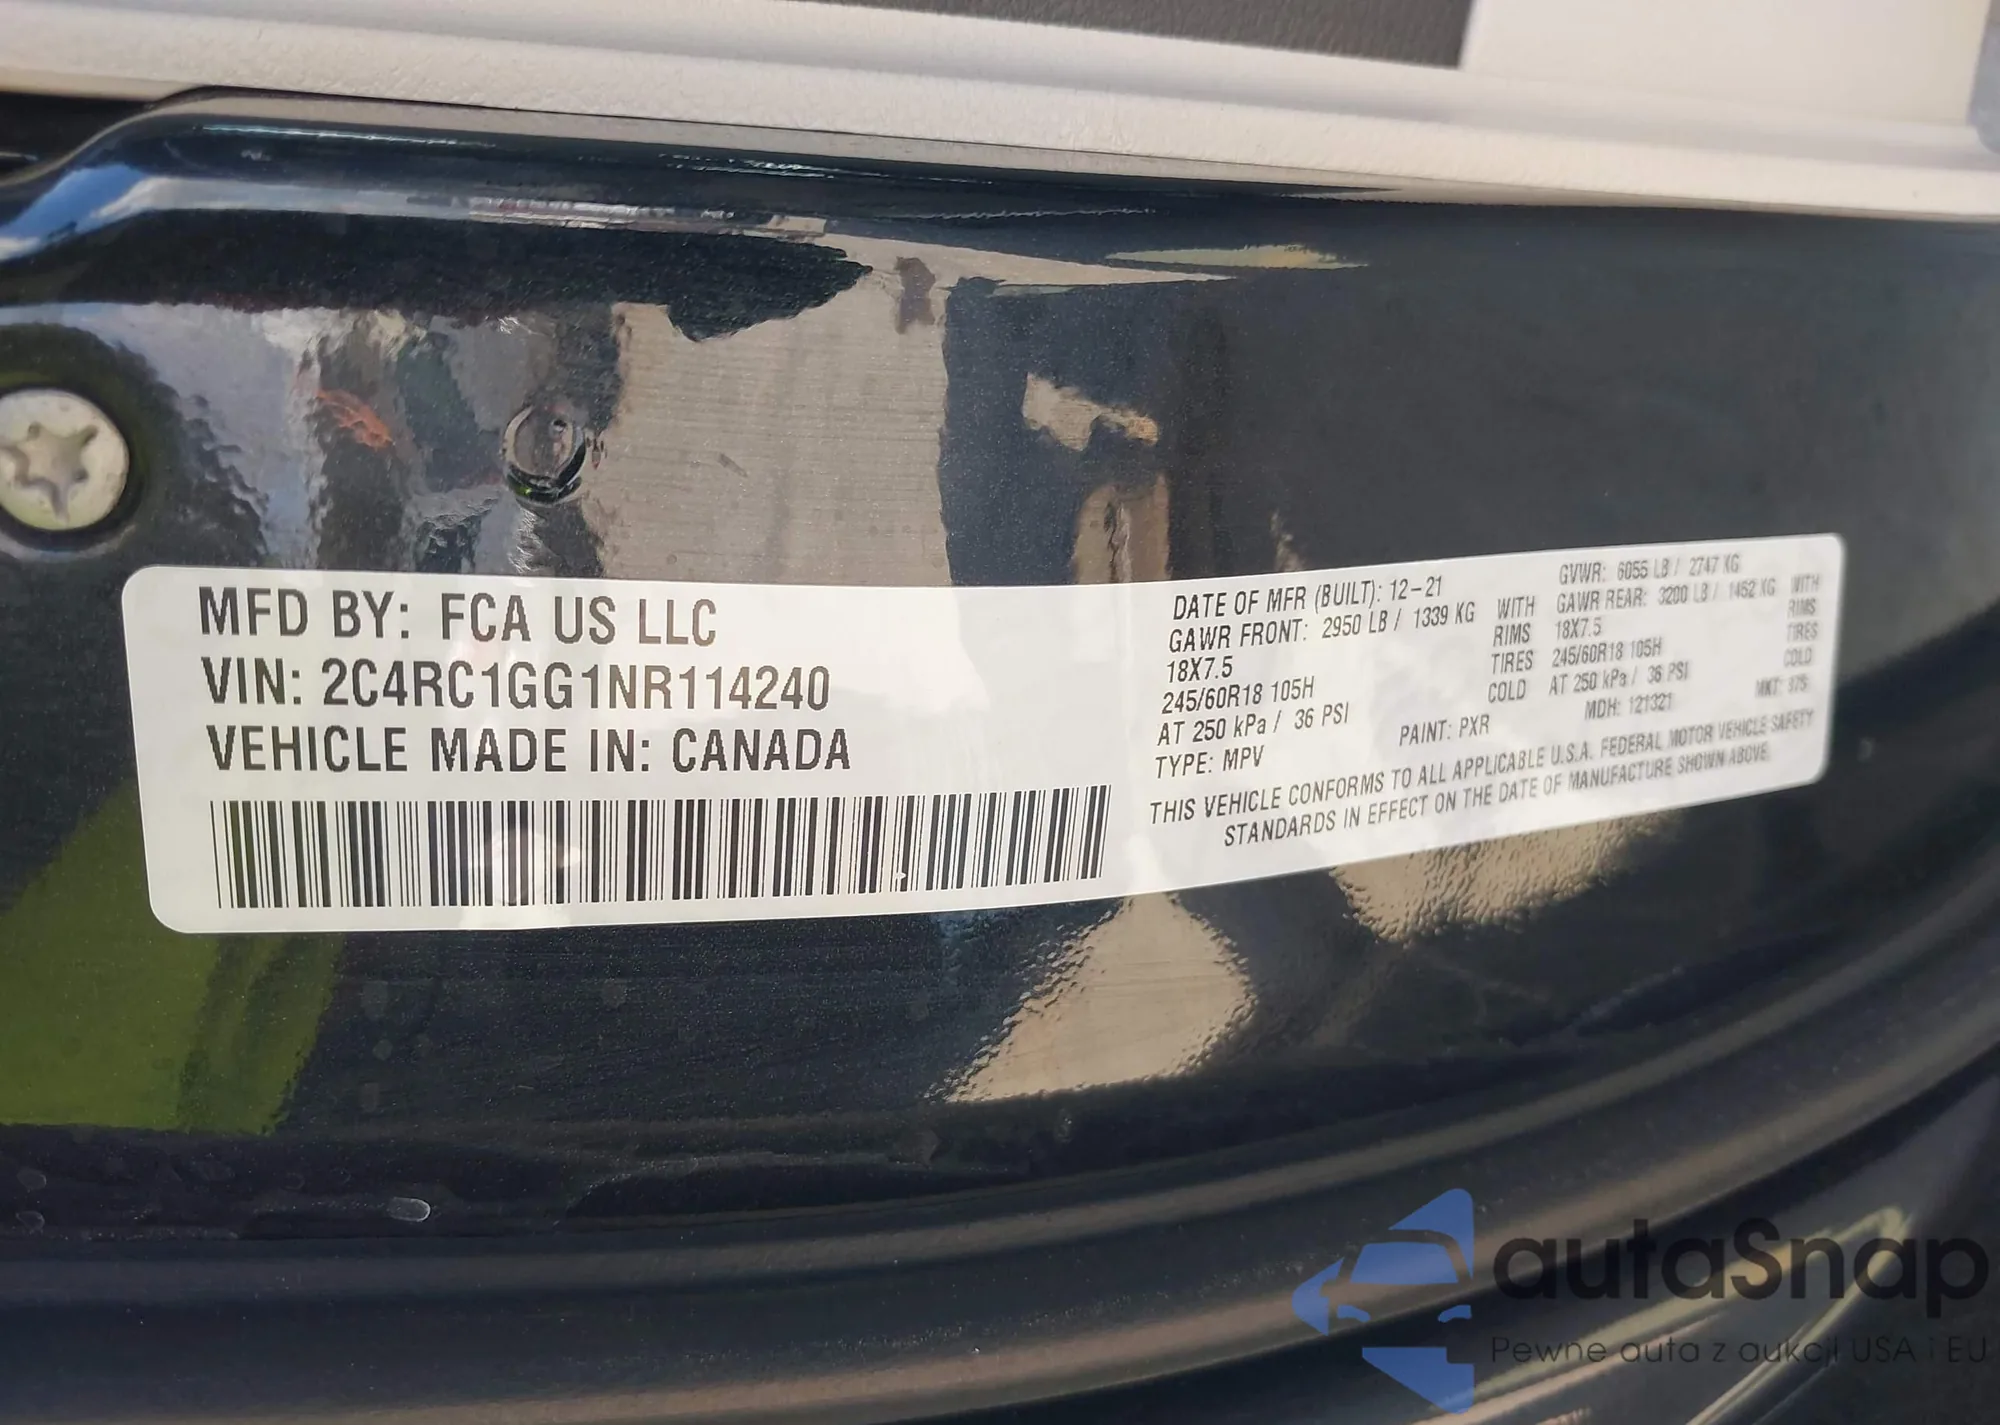 MFD BY: FCA US LLC
VIN: 2C4RC1GG1NR114240
VEHICLE MADE IN: CANADA
DATE OF MFR (BUILT): 12-21
GVWR: 6055 LB / 2747 KG
GAWR FRONT: 2950 LB / 1339 KG WITH GAWR REAR: 3200 LB / 1452 KG WITH
18X7.5 RIMS 18X7.5 RIMS
245/60R18 105H TIRES 245/60R18 105H TIRES
AT 250 kPa / 36 PSI COLD AT 250 kPa / 36 PSI COLD
TYPE: MPV PAINT: PXR MDH: 121321 MKT:
THIS VEHICLE CONFORMS TO ALL APPLICABLE U.S.A. FEDERAL MOTOR VEHICLE SAFETY
STANDARDS IN EFFECT ON THE DATE OF MANUFACTURE SHOWN ABOVE.
autaSnap
Pewne auta z aukcji USA i EU